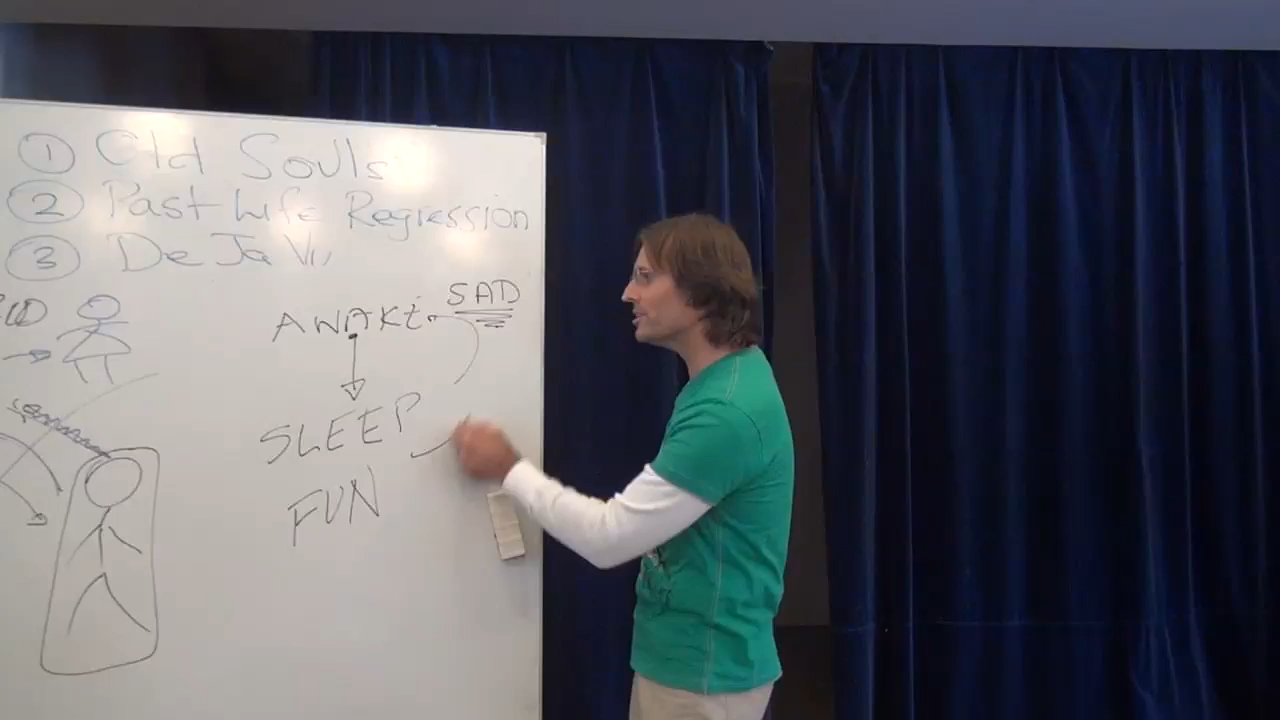 ① Old Souls
② Past Life Regression
③ De Ja Vu
SAD
AWAKE
SLEEP
FUN